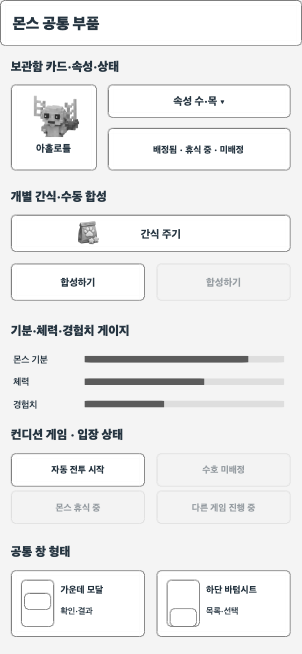 몬스 공통 부품
보관함 카드·속성·상태
아홀로틀
속성 수·목 ▾
배정됨 · 휴식 중 · 미배정
개별 간식·수동 합성
간식 주기
합성하기
합성하기
기분·체력·경험치 게이지
몬스 기분
체력
경험치
컨디션 게임 · 입장 상태
자동 전투 시작
수호 미배정
몬스 휴식 중
다른 게임 진행 중
공통 창 형태
가운데 모달
확인·결과
하단 바텀시트
목록·선택